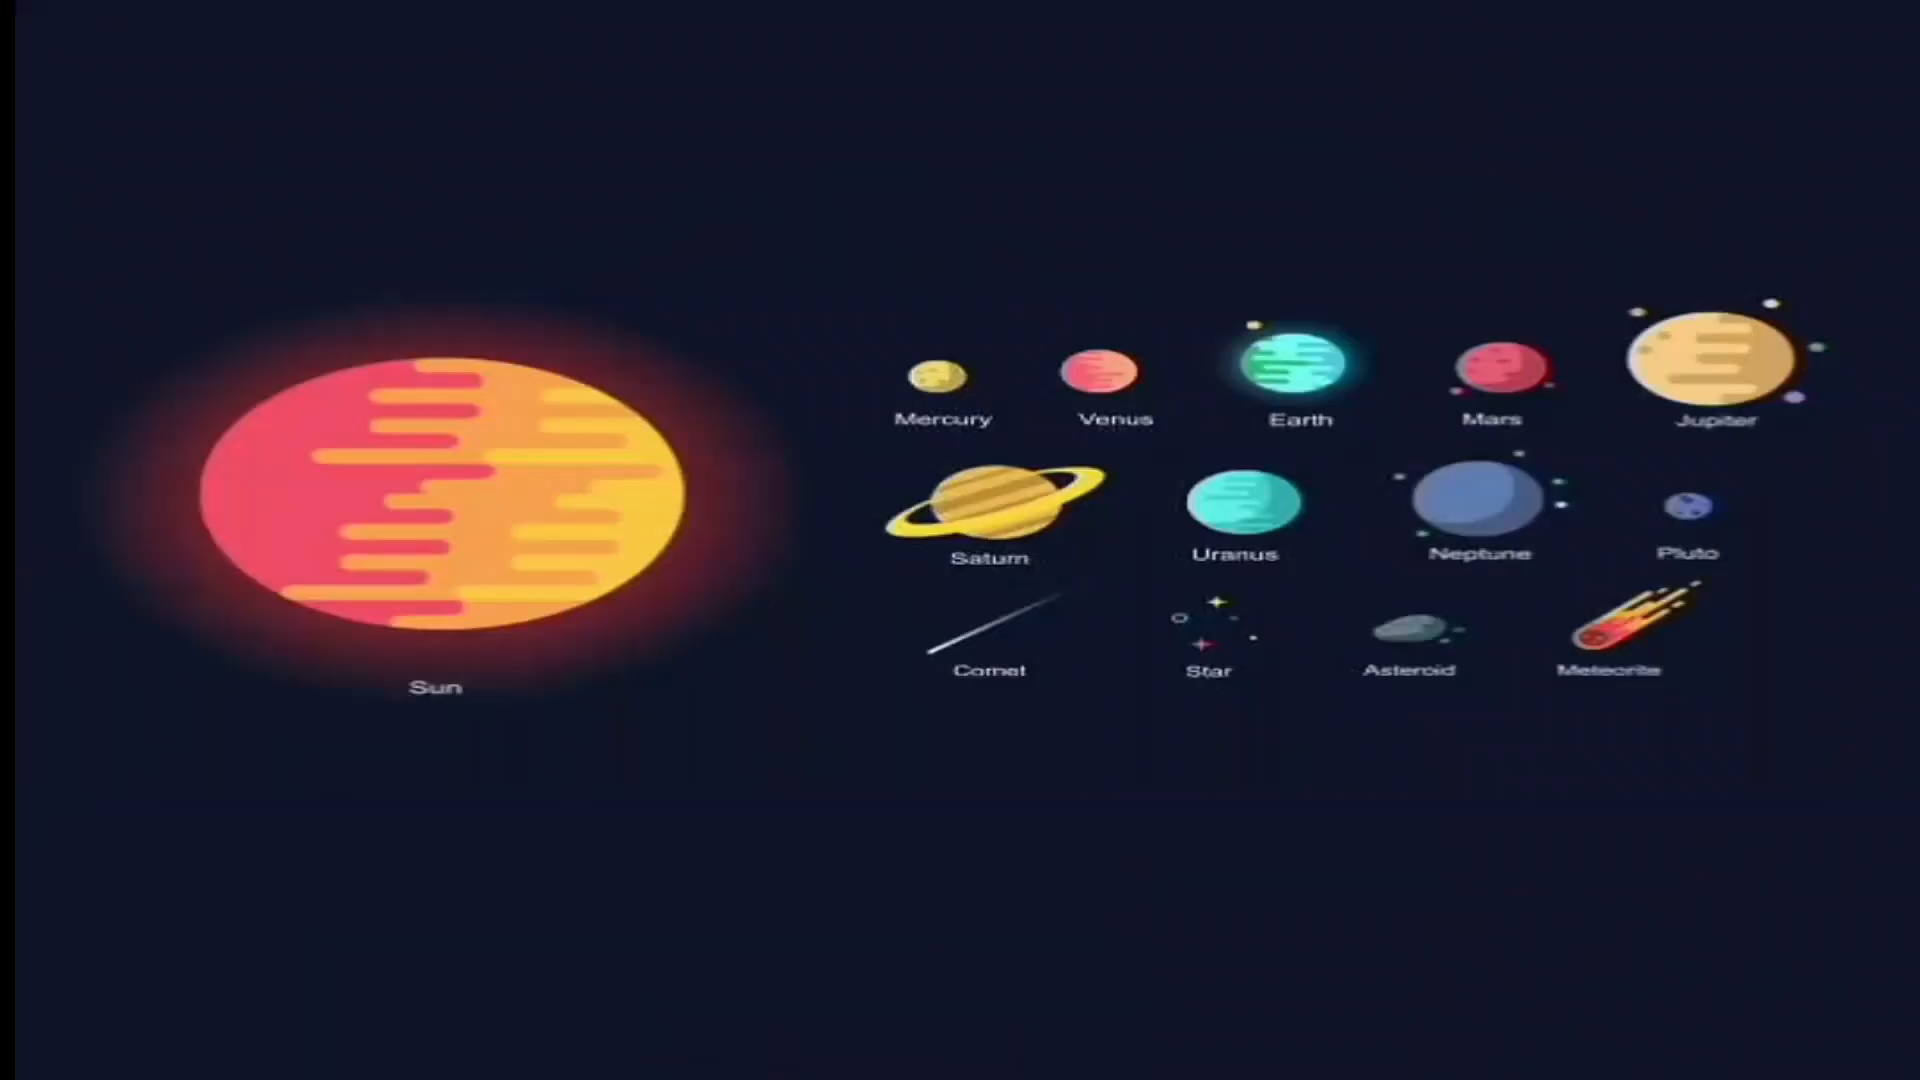 Mercury Venus Earth Mars Jupiter
Saturn Uranus Neptune Pluto
Comet Star Asteroid Meteorite
Sun